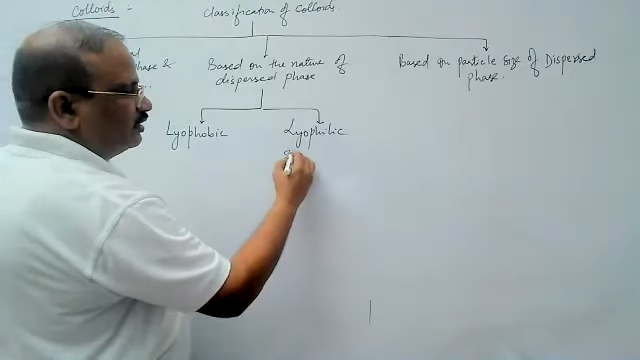 Colloids :-
Classification of Colloids.
phase &
Based on the nature of
dispersed phase
Based on particle size of Dispersed
phase.
Lyophobic
Lyophilic